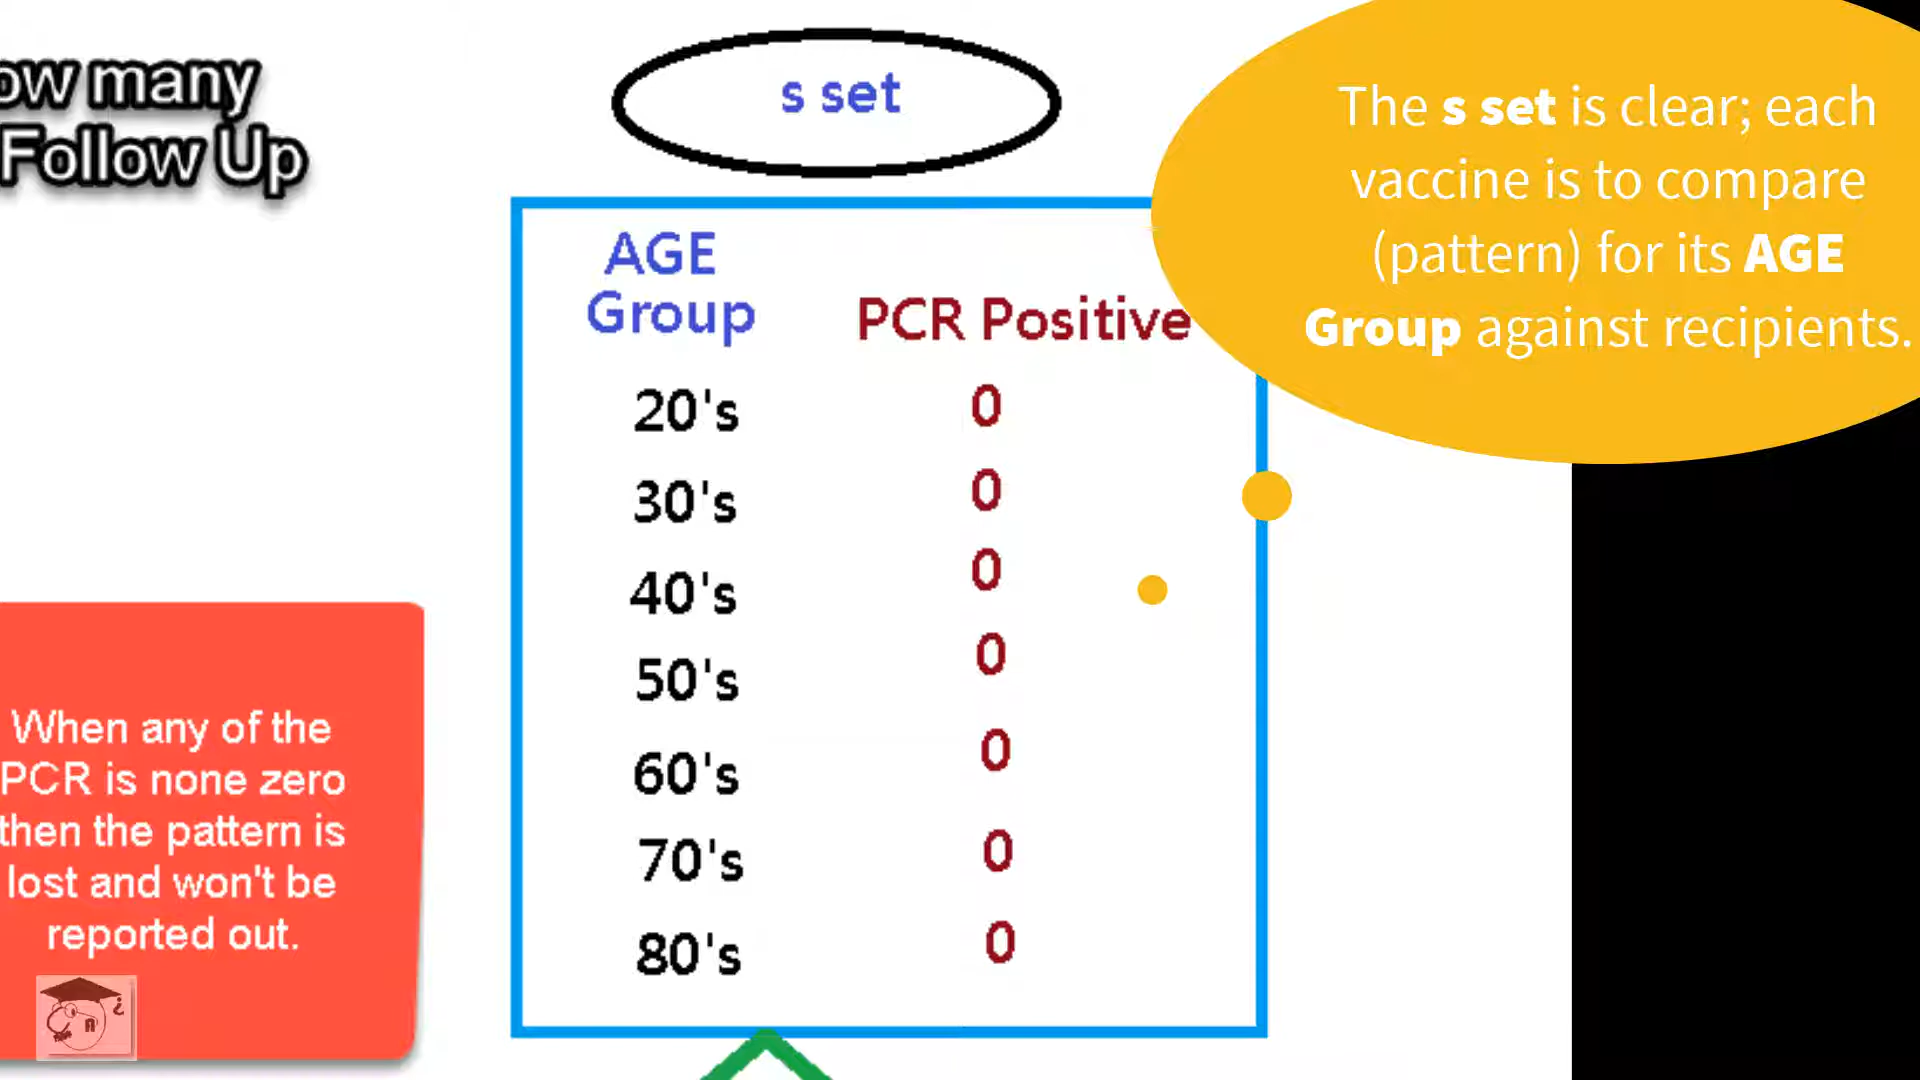 ow many
Follow Up
s set
The s set is clear; each
vaccine is to compare
(pattern) for its AGE
Group against recipients.
AGE
Group
PCR Positive
20's 0
30's 0
40's 0
50's 0
60's 0
70's 0
80's 0
When any of the
PCR is none zero
then the pattern is
lost and won't be
reported out.